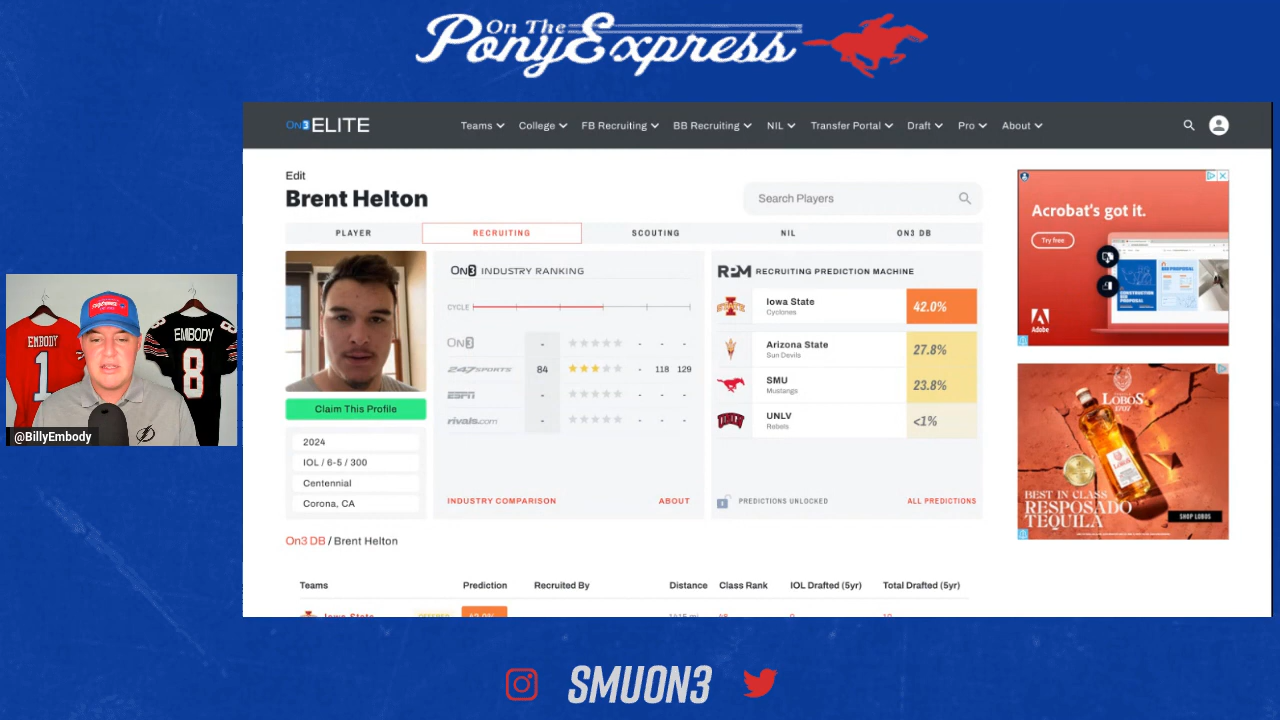 On The
PonyExpress
On3 ELITE
Teams College FB Recruiting BB Recruiting NIL Transfer Portal Draft Pro About
Edit
Brent Helton
Search Players
PLAYER RECRUITING SCOUTING NIL ON3 DB
On3 INDUSTRY RANKING
CYCLE
On3 - - - -
247SPORTS 84 - 118 129
ESPN - - - -
rivals.com - - - -
INDUSTRY COMPARISON ABOUT
RPM RECRUITING PREDICTION MACHINE
Iowa State
Cyclones
42.0%
Arizona State
Sun Devils
27.8%
SMU
Mustangs
23.8%
UNLV
Rebels
<1%
PREDICTIONS UNLOCKED ALL PREDICTIONS
Claim This Profile
2024
IOL / 6-5 / 300
Centennial
Corona, CA
On3 DB / Brent Helton
Teams Prediction Recruited By Distance Class Rank IOL Drafted (5yr) Total Drafted (5yr)
Iowa State
Acrobat's got it.
Try free
Adobe
LOBOS
1707
BEST IN CLASS
RESPOSADO
TEQUILA
SHOP LOBOS
EMBODY
1
EMBODY
8
@BillyEmbody
SMUON3